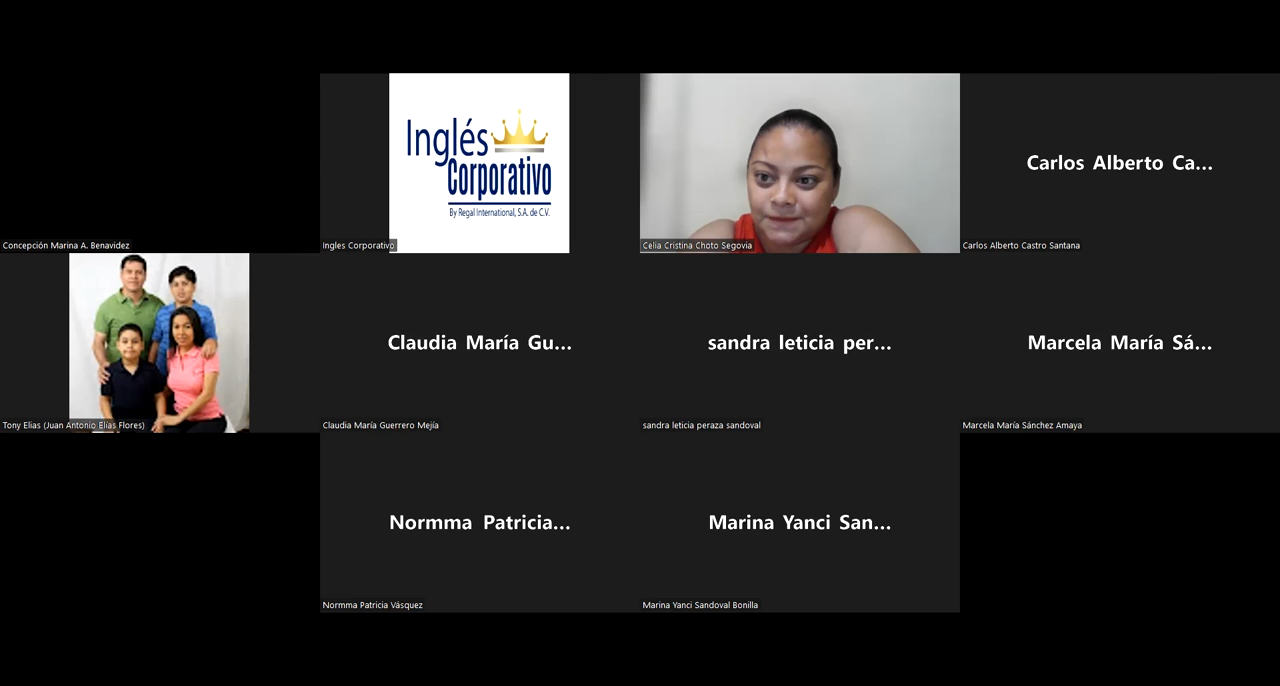 Inglés
Corporativo
By Regal International, S.A. de C.V.
Carlos Alberto Ca...
Concepción Marina A. Benavidez
Ingles Corporativo
Celia Cristina Choto Segovia
Carlos Alberto Castro Santana
Claudia María Gu...
sandra leticia per...
Marcela María Sá...
Tony Elias (Juan Antonio Elías Flores)
Claudia María Guerrero Mejía
sandra leticia peraza sandoval
Marcela María Sánchez Amaya
Normma Patricia...
Marina Yanci San...
Normma Patricia Vásquez
Marina Yanci Sandoval Bonilla